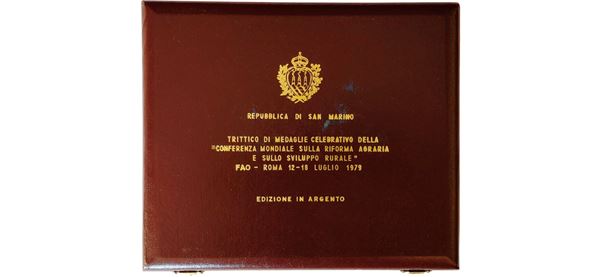 REPUBBLICA DI SAN MARINO
TRITTICO DI MEDAGLIE CELEBRATIVO DELLA
"CONFERENZA MONDIALE SULLA RIFORMA AGRARIA
E SULLO SVILUPPO RURALE"
FAO - ROMA 12-18 LUGLIO 1979
EDIZIONE IN ARGENTO